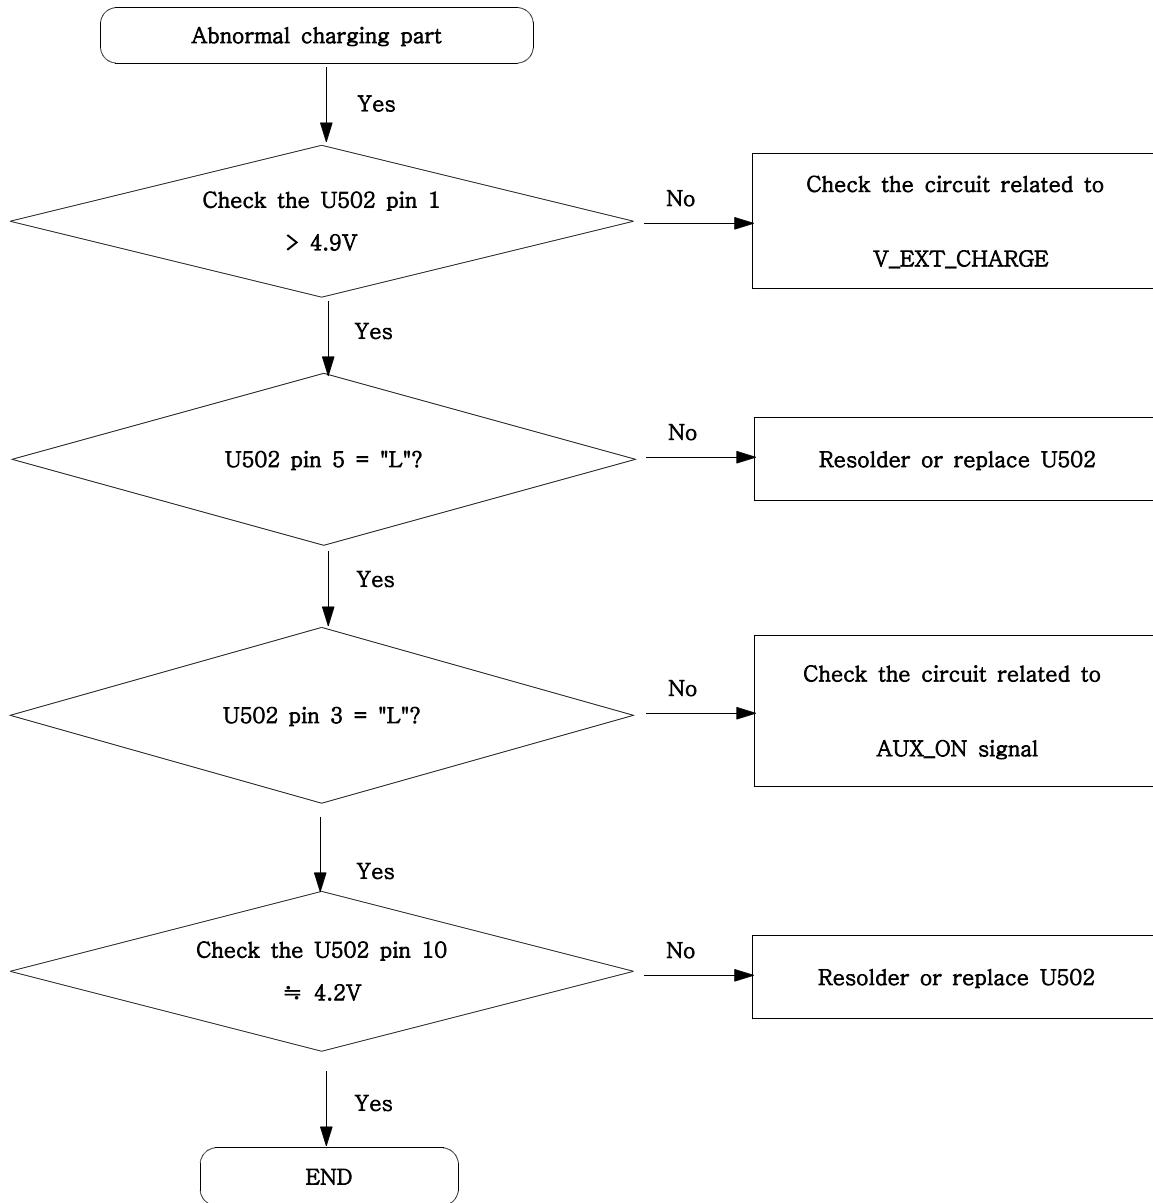 Abnormal charging part
Yes
Check the U502 pin 1
> 4.9V
No
Check the circuit related to
V_EXT_CHARGE
Yes
U502 pin 5 = "L"?
No
Resolder or replace U502
Yes
U502 pin 3 = "L"?
No
Check the circuit related to
AUX_ON signal
Yes
Check the U502 pin 10
≒ 4.2V
No
Resolder or replace U502
Yes
END